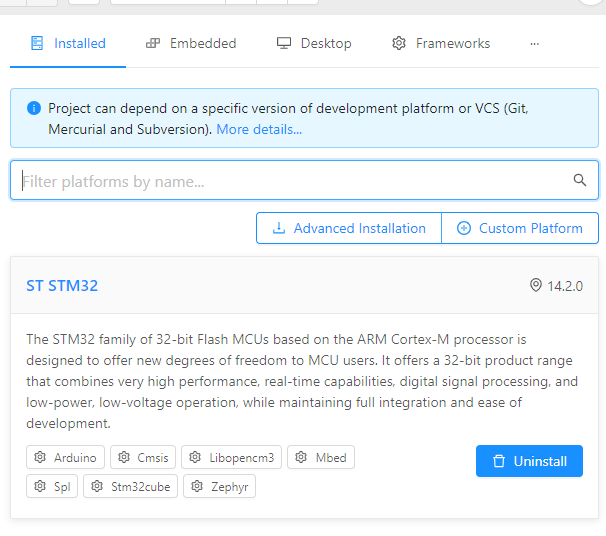 Installed Embedded Desktop Frameworks ...
Project can depend on a specific version of development platform or VCS (Git,
Mercurial and Subversion). More details...
Filter platforms by name...
Advanced Installation Custom Platform
ST STM32 14.2.0
The STM32 family of 32-bit Flash MCUs based on the ARM Cortex-M processor is
designed to offer new degrees of freedom to MCU users. It offers a 32-bit product range
that combines very high performance, real-time capabilities, digital signal processing, and
low-power, low-voltage operation, while maintaining full integration and ease of
development.
Arduino Cmsis Libopencm3 Mbed Uninstall
Spl Stm32cube Zephyr